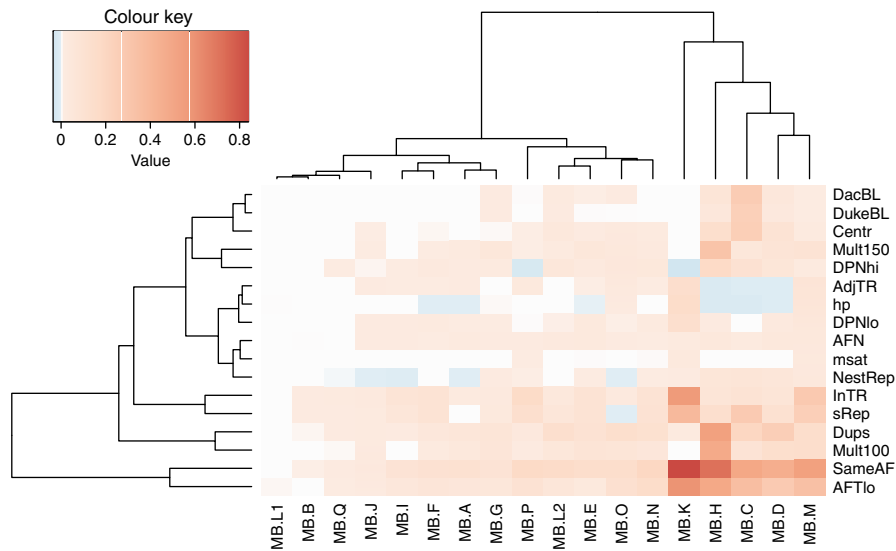 Colour key
0 0.2 0.4 0.6 0.8
Value
DacBL
DukeBL
Centr
Mult150
DPNhi
AdjTR
hp
DPNlo
AFN
msat
NestRep
InTR
sRep
Dups
Mult100
SameAF
AFTlo
MB.L1
MB.B
MB.Q
MB.J
MB.I
MB.F
MB.A
MB.G
MB.P
MB.L2
MB.E
MB.O
MB.N
MB.K
MB.H
MB.C
MB.D
MB.M